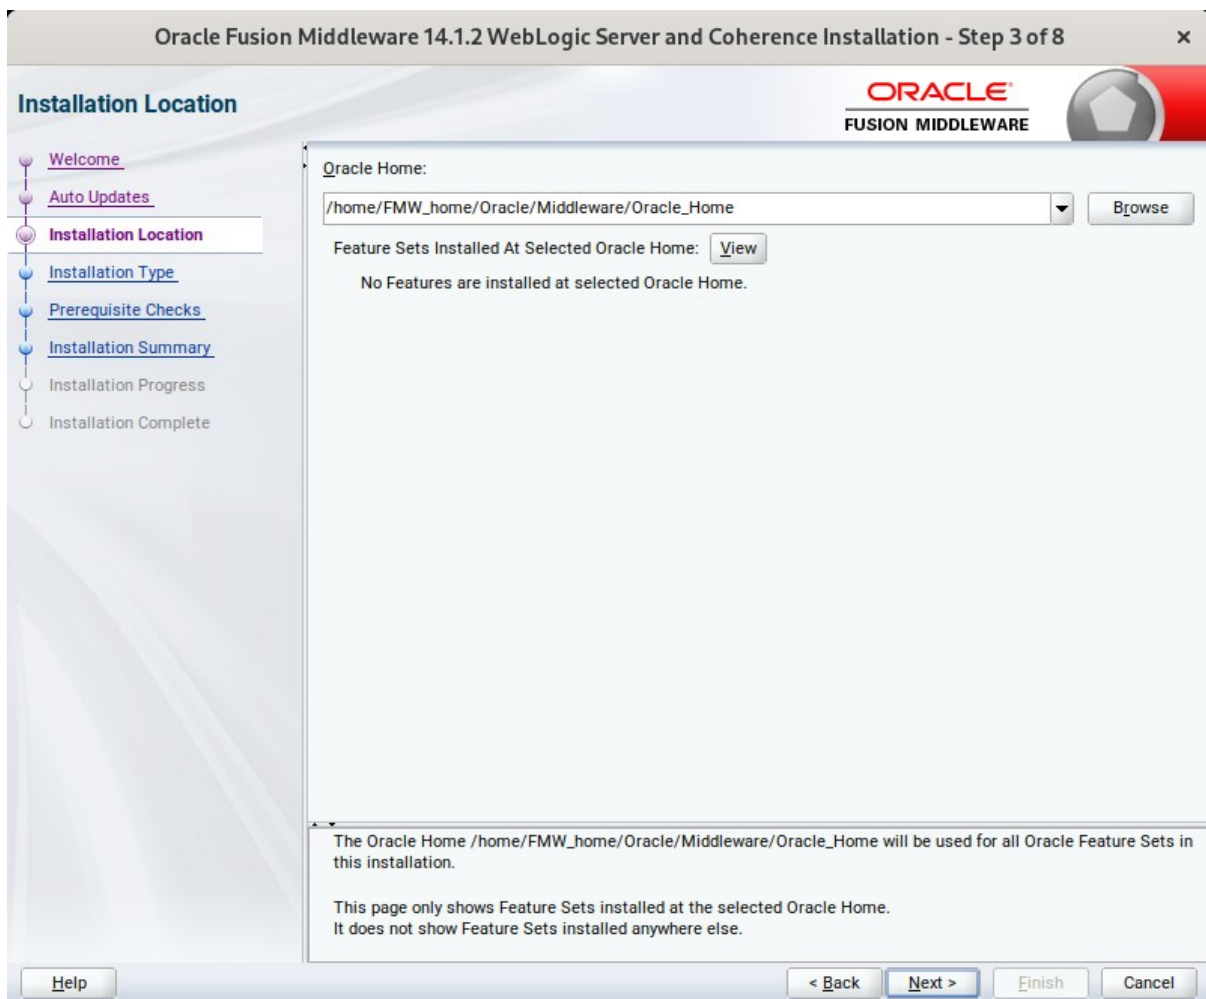 Oracle Fusion Middleware 14.1.2 WebLogic Server and Coherence Installation - Step 3 of 8
Installation Location
ORACLE
FUSION MIDDLEWARE
Welcome
Auto Updates
Installation Location
Installation Type
Prerequisite Checks
Installation Summary
Installation Progress
Installation Complete
Oracle Home:
/home/FMW_home/Oracle/Middleware/Oracle_Home
Browse
Feature Sets Installed At Selected Oracle Home: View
No Features are installed at selected Oracle Home.
The Oracle Home /home/FMW_home/Oracle/Middleware/Oracle_Home will be used for all Oracle Feature Sets in
this installation.
This page only shows Feature Sets installed at the selected Oracle Home.
It does not show Feature Sets installed anywhere else.
Help
< Back
Next >
Finish
Cancel